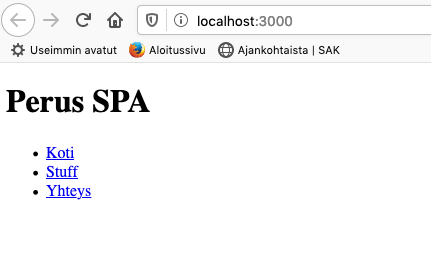 localhost:3000
Useimmin avatut Aloitussivu Ajankohtaista | SAK
Perus SPA
Koti
Stuff
Yhteys